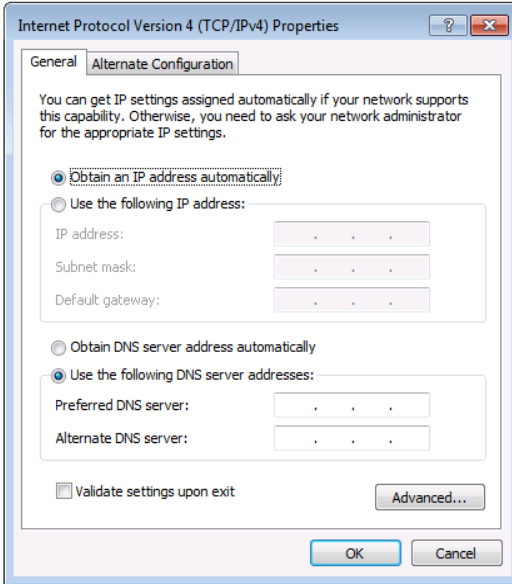 Internet Protocol Version 4 (TCP/IPv4) Properties
General
Alternate Configuration
You can get IP settings assigned automatically if your network supports
this capability. Otherwise, you need to ask your network administrator
for the appropriate IP settings.
Obtain an IP address automatically
Use the following IP address:
IP address:
Subnet mask:
Default gateway:
Obtain DNS server address automatically
Use the following DNS server addresses:
Preferred DNS server:
Alternate DNS server:
Validate settings upon exit
Advanced...
OK
Cancel